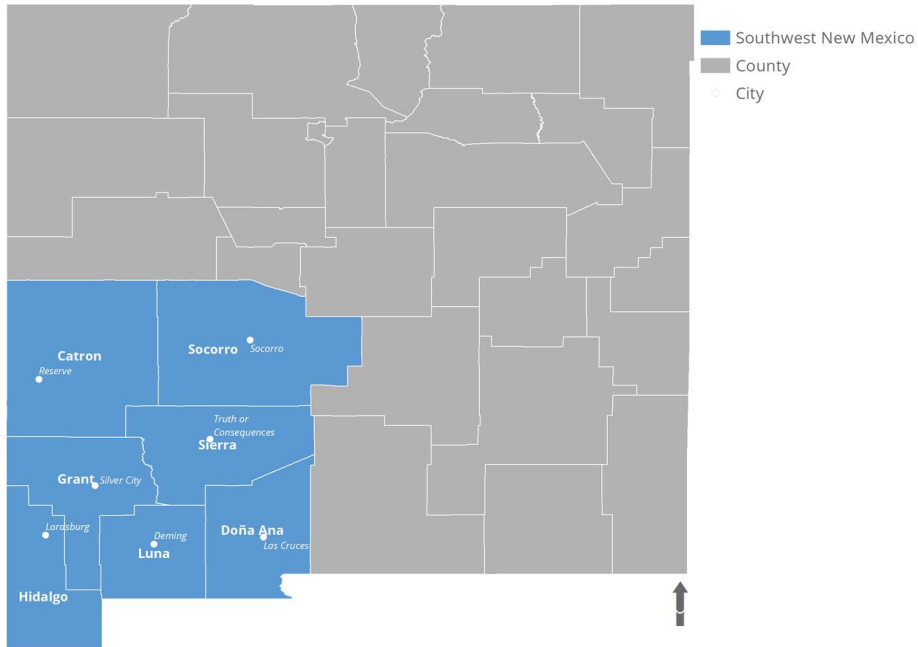 Southwest New Mexico
County
City
Catron
Reserve
Socorro
Socorro
Truth or
Consequences
Sierra
Grant
Silver City
Lordsburg
Deming
Luna
Doña Ana
Las Cruces
Hidalgo